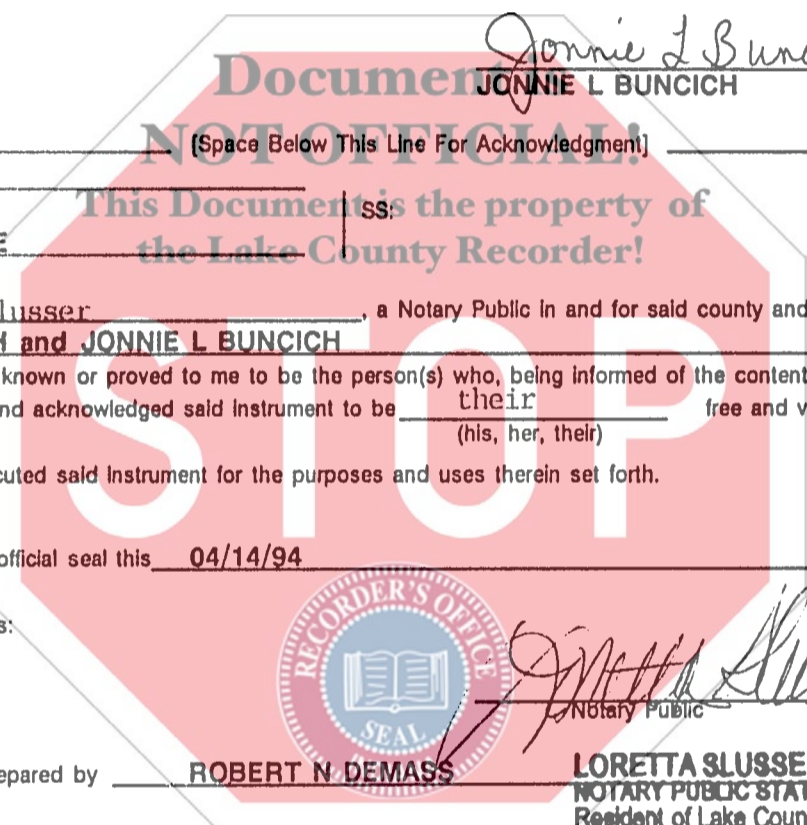 Jonnie L Bunc
JONNIE L BUNCICH
Document is
NOT OFFICIAL!
[Space Below This Line For Acknowledgment]
This Document is the property of
the Lake County Recorder!
SS:
E
lusser, a Notary Public in and for said county and
H and JONNIE L BUNCICH
known or proved to me to be the person(s) who, being informed of the content
nd acknowledged said instrument to be their free and v
(his, her, their)
cuted said instrument for the purposes and uses therein set forth.
STOP
official seal this 04/14/94
s:
RECORDER'S OFFICE
SEAL
Notary Public
epared by ROBERT N DEMASS
LORETTA SLUSSE
NOTARY PUBLIC STAT
Resident of Lake Coun